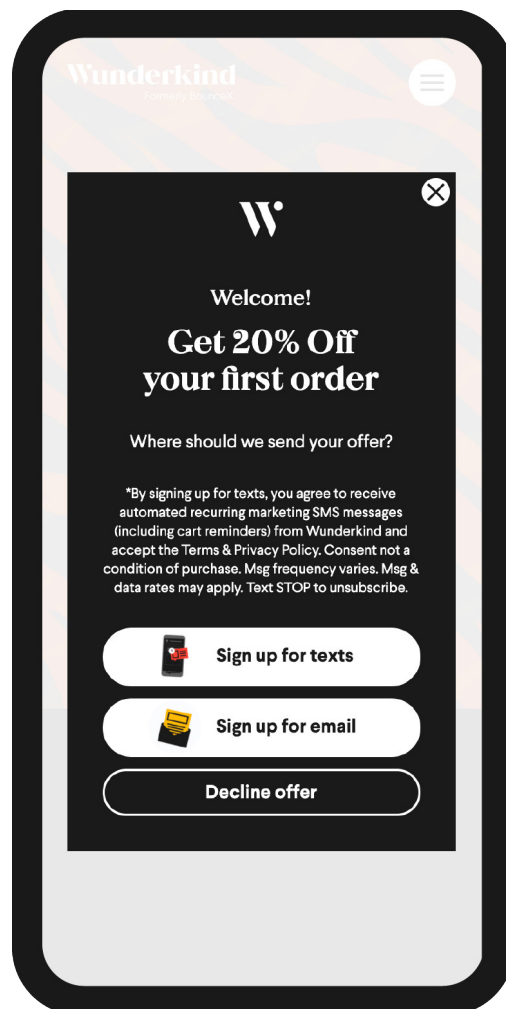 Wunderkind
Formerly BounceX
W
Welcome!
Get 20% Off
your first order
Where should we send your offer?
*By signing up for texts, you agree to receive
automated recurring marketing SMS messages
(including cart reminders) from Wunderkind and
accept the Terms & Privacy Policy. Consent not a
condition of purchase. Msg frequency varies. Msg &
data rates may apply. Text STOP to unsubscribe.
Sign up for texts
Sign up for email
Decline offer